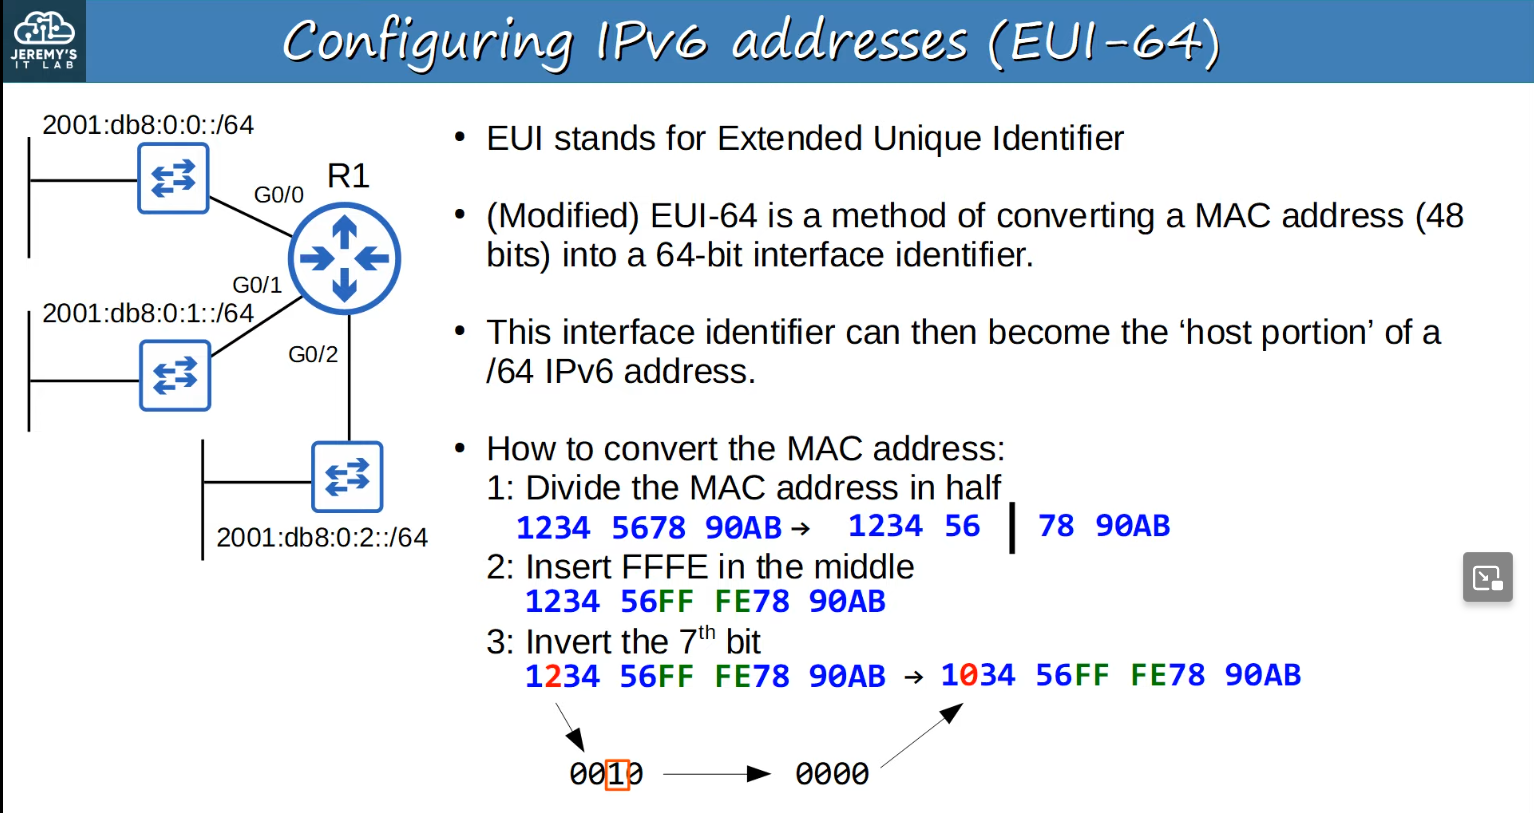 JEREMY'S
IT LAB
Configuring IPv6 addresses (EUI-64)
2001:db8:0:0::/64
R1
G0/0
G0/1
2001:db8:0:1::/64
G0/2
2001:db8:0:2::/64
• EUI stands for Extended Unique Identifier
• (Modified) EUI-64 is a method of converting a MAC address (48
bits) into a 64-bit interface identifier.
• This interface identifier can then become the ‘host portion’ of a
/64 IPv6 address.
• How to convert the MAC address:
1: Divide the MAC address in half
1234 5678 90AB → 1234 56 | 78 90AB
2: Insert FFFE in the middle
1234 56FF FE78 90AB
3: Invert the 7th bit
1234 56FF FE78 90AB → 1034 56FF FE78 90AB
0010 0000